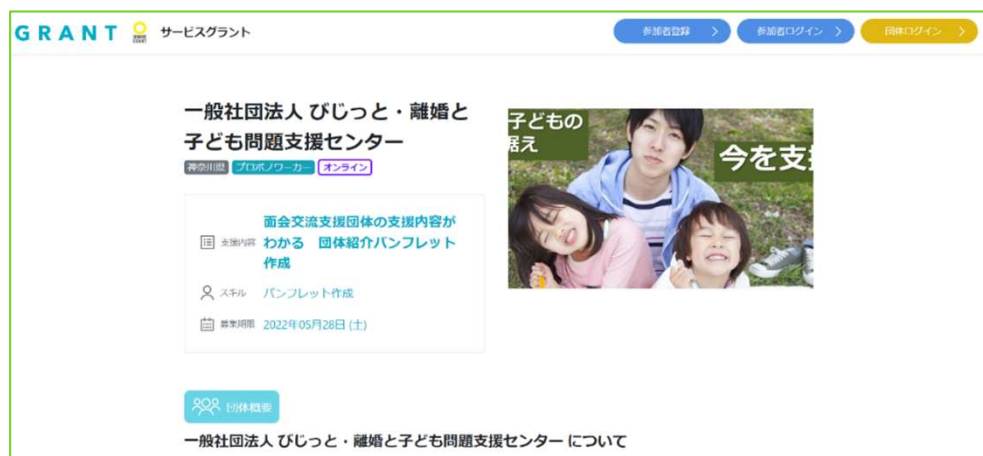 GRANT サービスグラント
参加者登録
参加者ログイン
団体ログイン
一般社団法人 びじっと・離婚と
子ども問題支援センター
神奈川県 プロボノワーカー オンライン
子どもの
据え
今を支
支援内容
面会交流支援団体の支援内容が
わかる 団体紹介パンフレット
作成
スキル パンフレット作成
募集期限 2022年05月28日 (土)
団体概要
一般社団法人 びじっと・離婚と子ども問題支援センター について